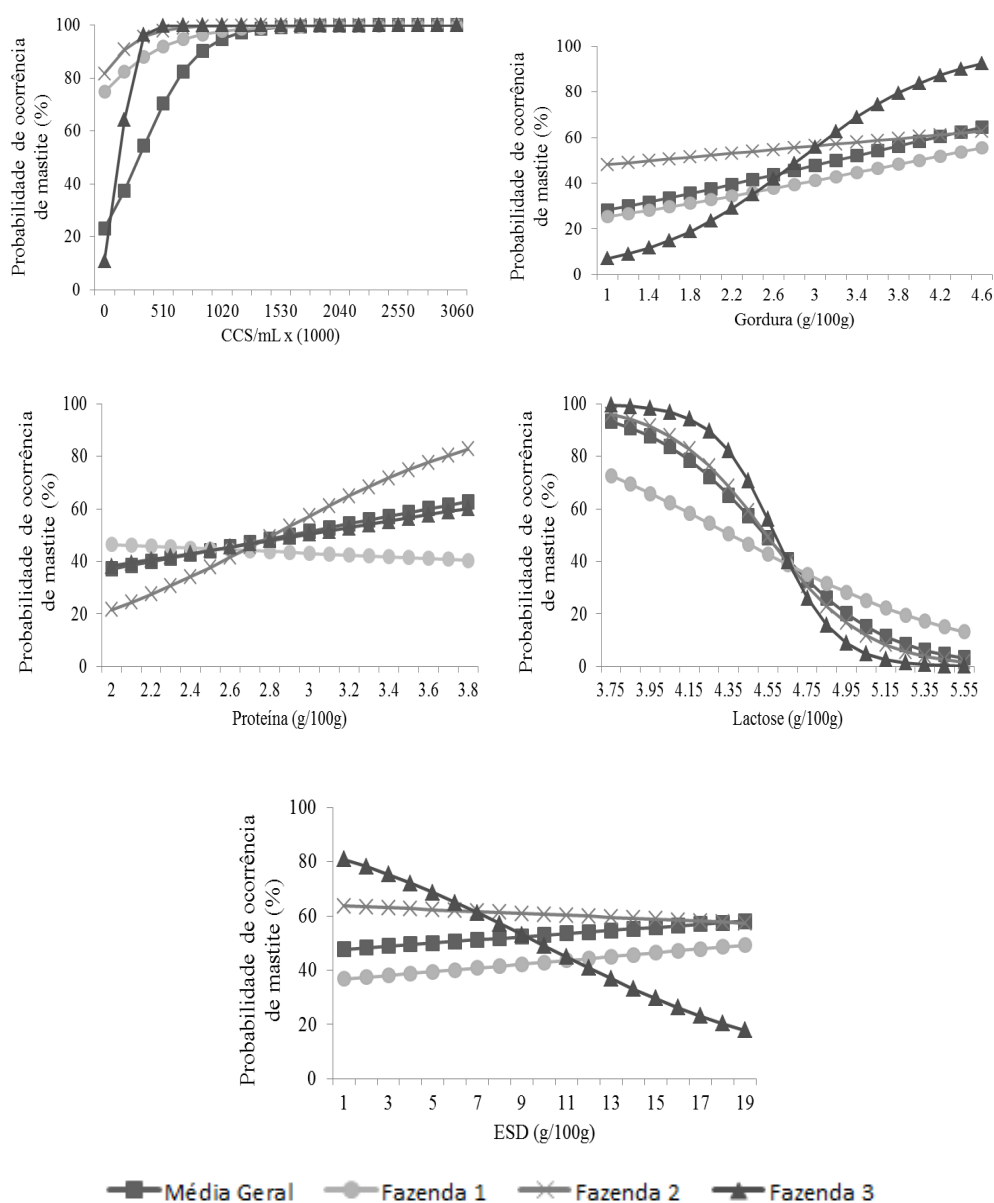 Probabilidade de ocorrência
de mastite (%)
100
80
60
40
20
0
0 510 1020 1530 2040 2550 3060
CCS/mL x (1000)
Probabilidade de ocorrência
de mastite (%)
100
80
60
40
20
0
1 1.4 1.8 2.2 2.6 3 3.4 3.8 4.2 4.6
Gordura (g/100g)
Probabilidade de ocorrência
de mastite (%)
100
80
60
40
20
0
2 2.2 2.4 2.6 2.8 3 3.2 3.4 3.6 3.8
Proteína (g/100g)
Probabilidade de ocorrência
de mastite (%)
100
80
60
40
20
0
3.75 3.95 4.15 4.35 4.55 4.75 4.95 5.15 5.35 5.55
Lactose (g/100g)
Probabilidade de ocorrência
de mastite (%)
100
80
60
40
20
0
1 3 5 7 9 11 13 15 17 19
ESD (g/100g)
Média Geral Fazenda 1 Fazenda 2 Fazenda 3